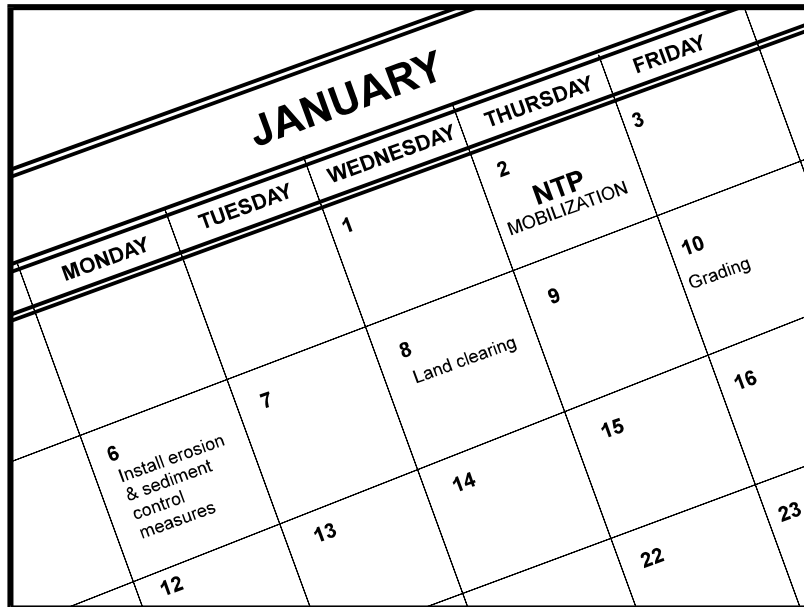 JANUARY
MONDAY
TUESDAY
WEDNESDAY
THURSDAY
FRIDAY
1
2
NTP
MOBILIZATION
3
6
Install erosion
& sediment
control
measures
7
8
Land clearing
9
10
Grading
12
13
14
15
16
22
23